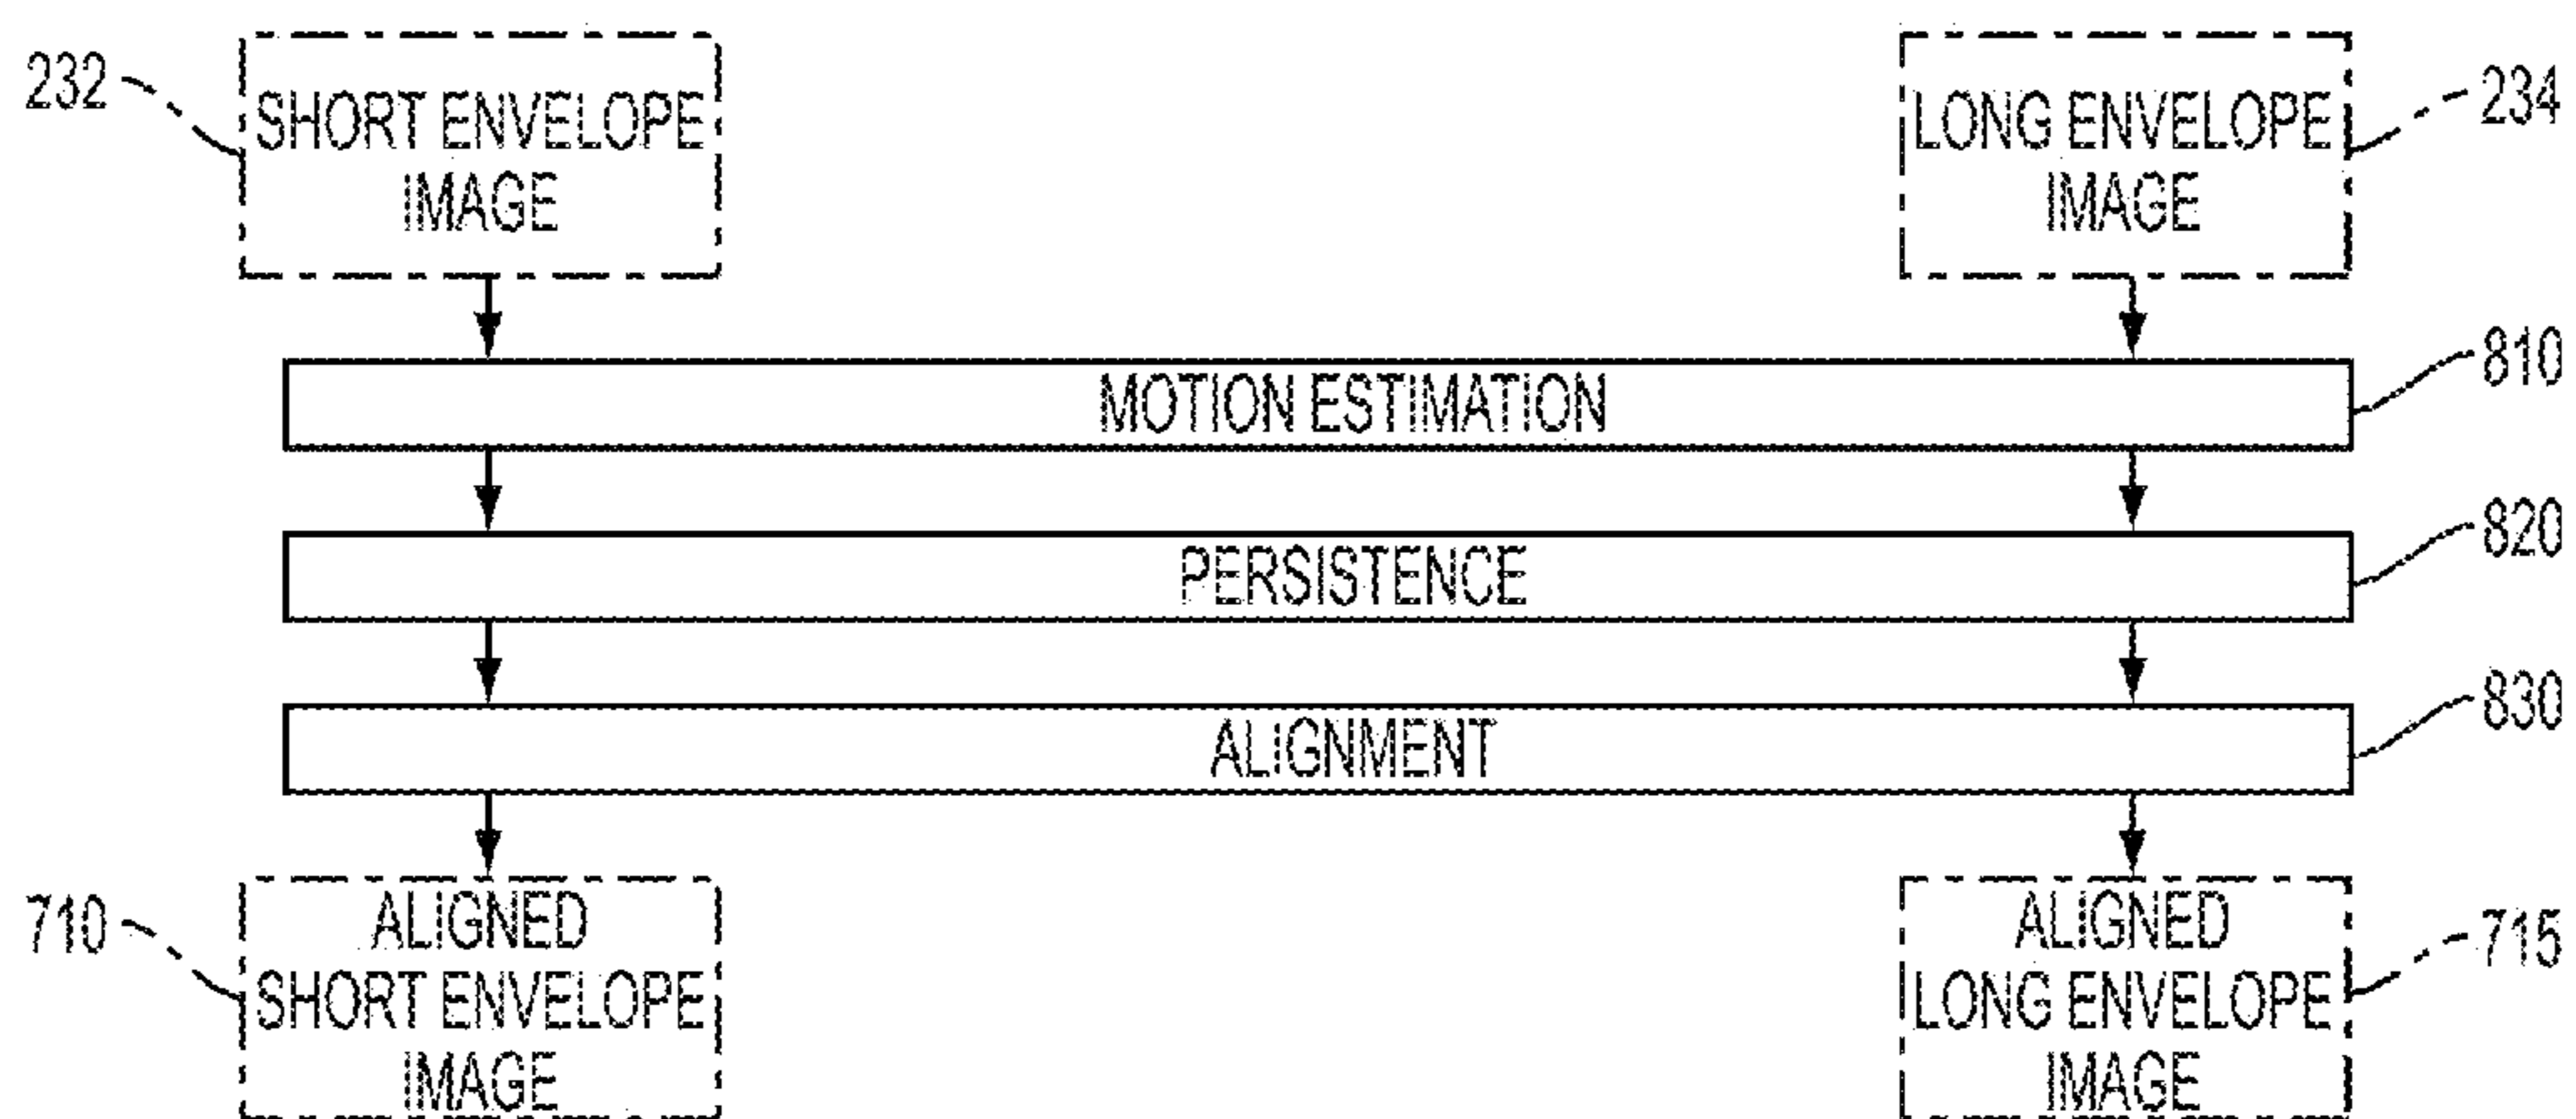 232
SHORT ENVELOPE
IMAGE
LONG ENVELOPE
IMAGE
234
MOTION ESTIMATION
810
PERSISTENCE
820
ALIGNMENT
830
710
ALIGNED
SHORT ENVELOPE
IMAGE
ALIGNED
LONG ENVELOPE
IMAGE
715